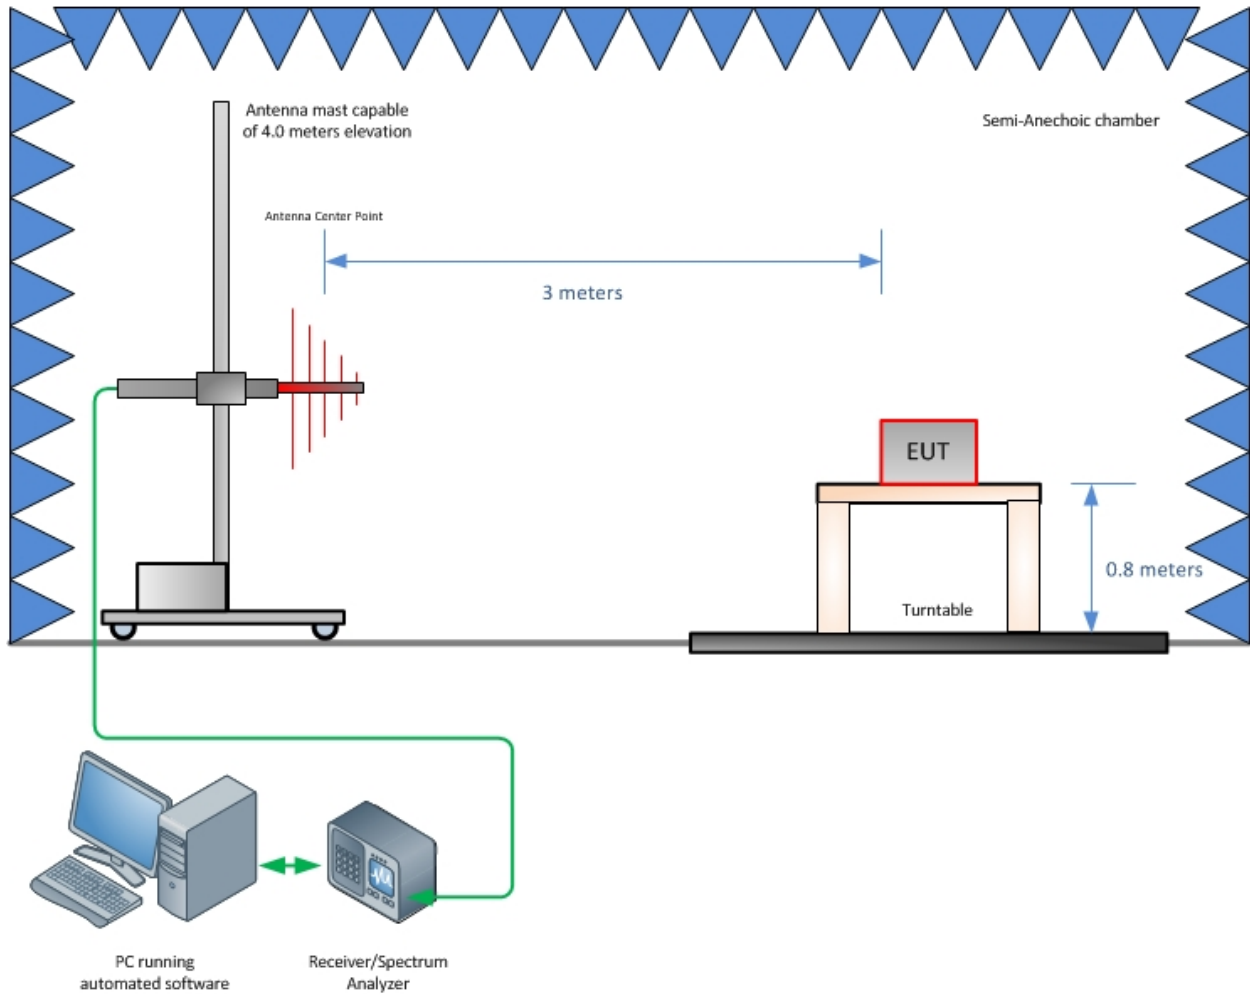 Antenna mast capable
of 4.0 meters elevation
Semi-Anechoic chamber
Antenna Center Point
3 meters
EUT
0.8 meters
Turntable
PC running
automated software
Receiver/Spectrum
Analyzer